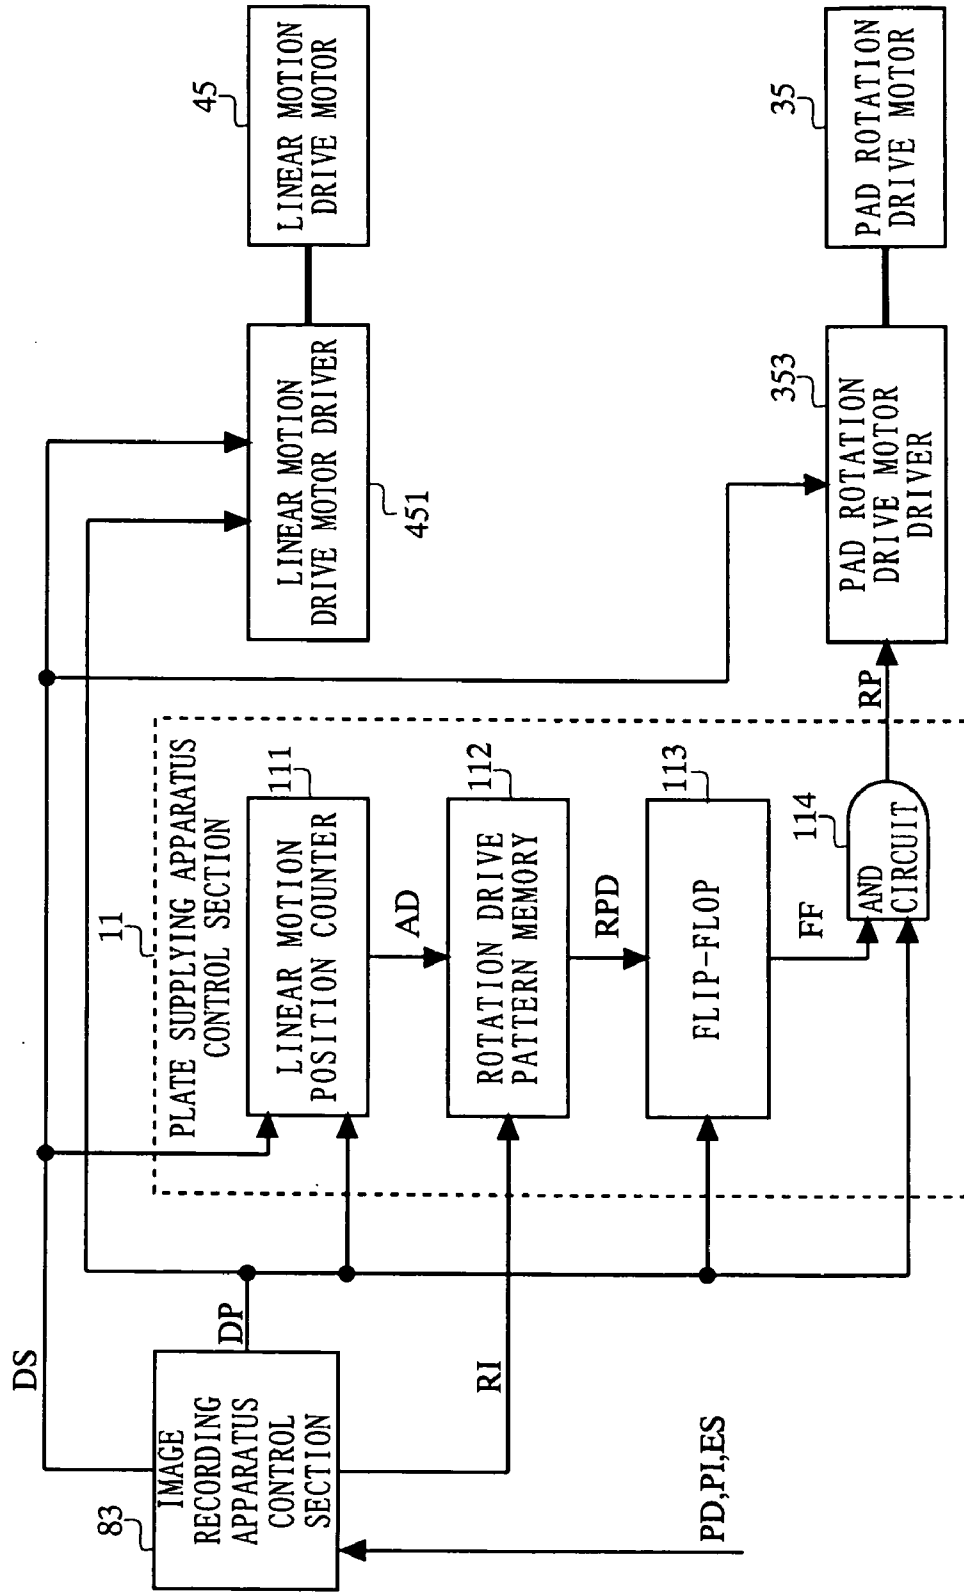 DS
83
IMAGE
RECORDING
APPARATUS
CONTROL
SECTION
DP
RI
PD,PI,ES
11
PLATE SUPPLYING APPARATUS
CONTROL SECTION
111
LINEAR MOTION
POSITION COUNTER
AD
112
ROTATION DRIVE
PATTERN MEMORY
RPD
113
FLIP-FLOP
FF
114
AND
CIRCUIT
RP
LINEAR MOTION
DRIVE MOTOR DRIVER
451
45
LINEAR MOTION
DRIVE MOTOR
353
PAD ROTATION
DRIVE MOTOR
DRIVER
35
PAD ROTATION
DRIVE MOTOR